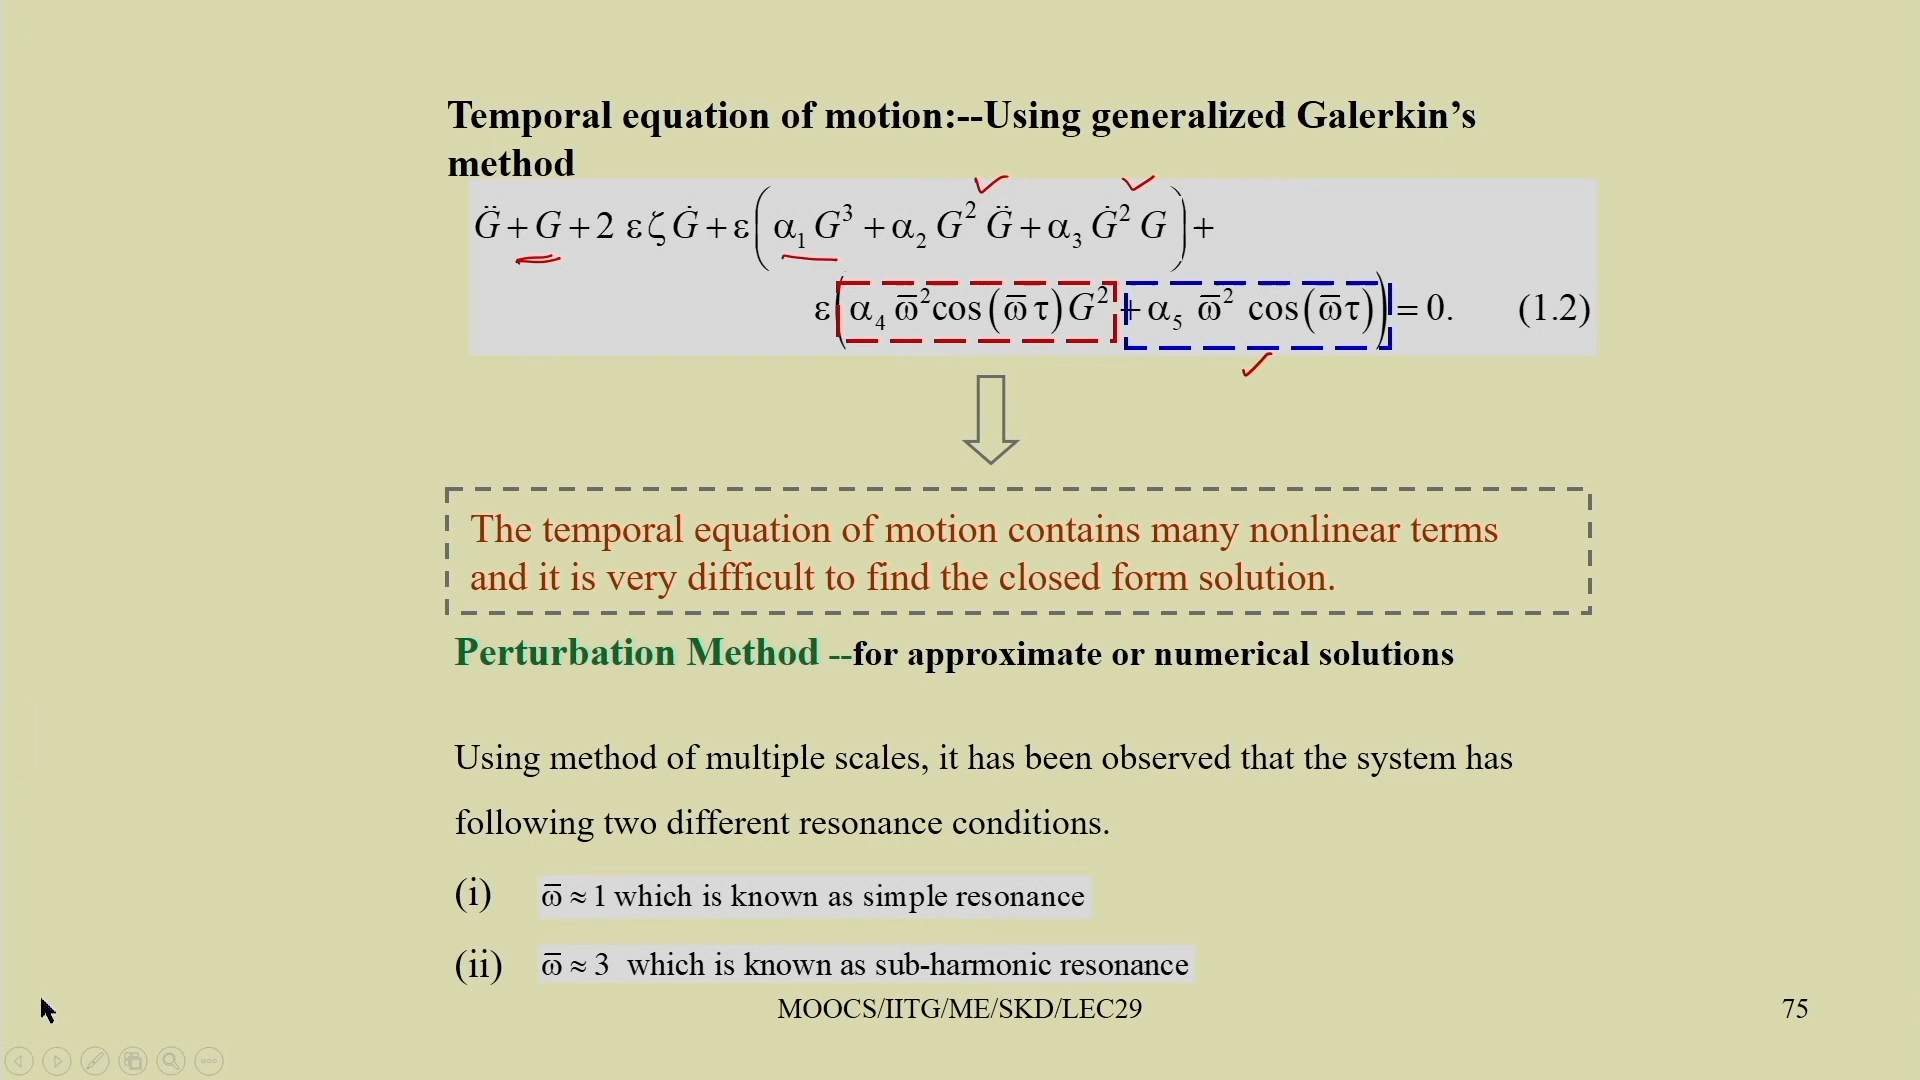 Temporal equation of motion:--Using generalized Galerkin's
method
G̈ + G + 2 εζ Ġ + ε( α₁ G³ + α₂ G² G̈ + α₃ Ġ² G ) +
ε( α₄ ω̅² cos(ω̅ τ) G² + α₅ ω̅² cos(ω̅τ) ) = 0. (1.2)
The temporal equation of motion contains many nonlinear terms
and it is very difficult to find the closed form solution.
Perturbation Method --for approximate or numerical solutions
Using method of multiple scales, it has been observed that the system has
following two different resonance conditions.
(i) ω̅ ≈ 1 which is known as simple resonance
(ii) ω̅ ≈ 3 which is known as sub-harmonic resonance
MOOCS/IITG/ME/SKD/LEC29 75